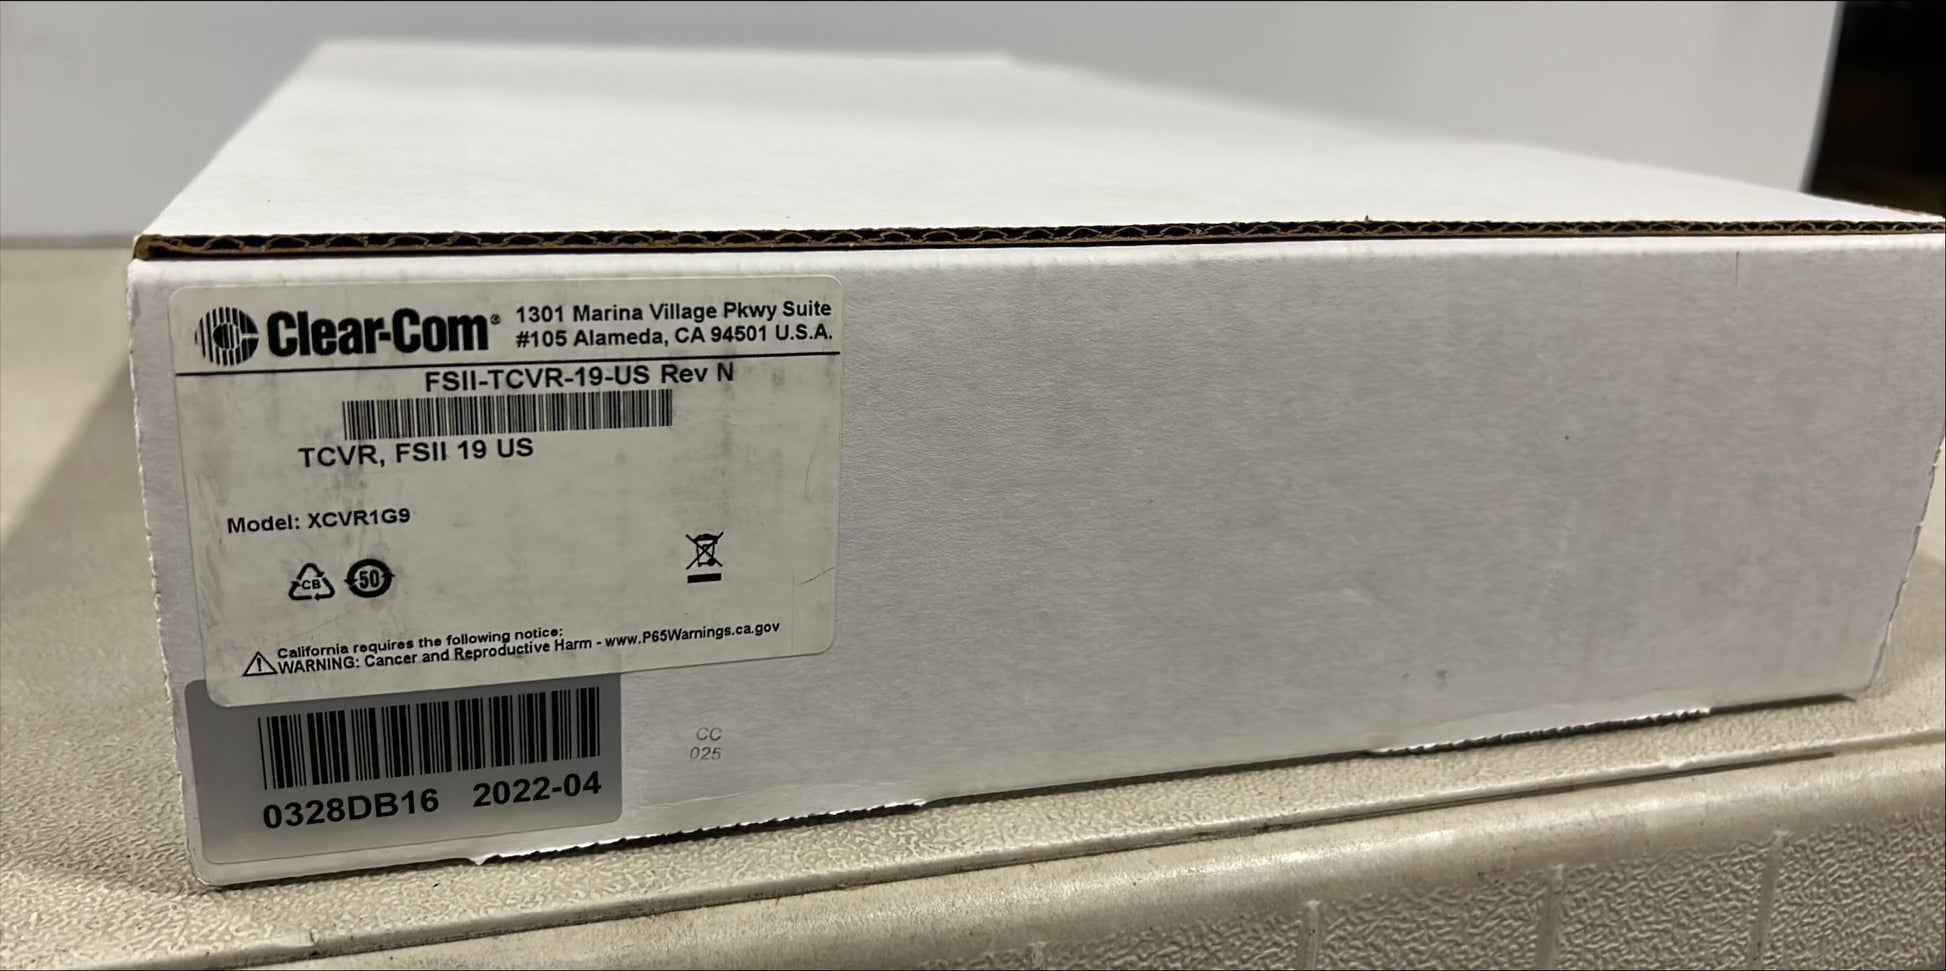 Clear-Com®
1301 Marina Village Pkwy Suite
#105 Alameda, CA 94501 U.S.A.
FSII-TCVR-19-US Rev N
TCVR, FSII 19 US
Model: XCVR1G9
CB
50
California requires the following notice:
WARNING: Cancer and Reproductive Harm - www.P65Warnings.ca.gov
0328DB16 2022-04
CC
025